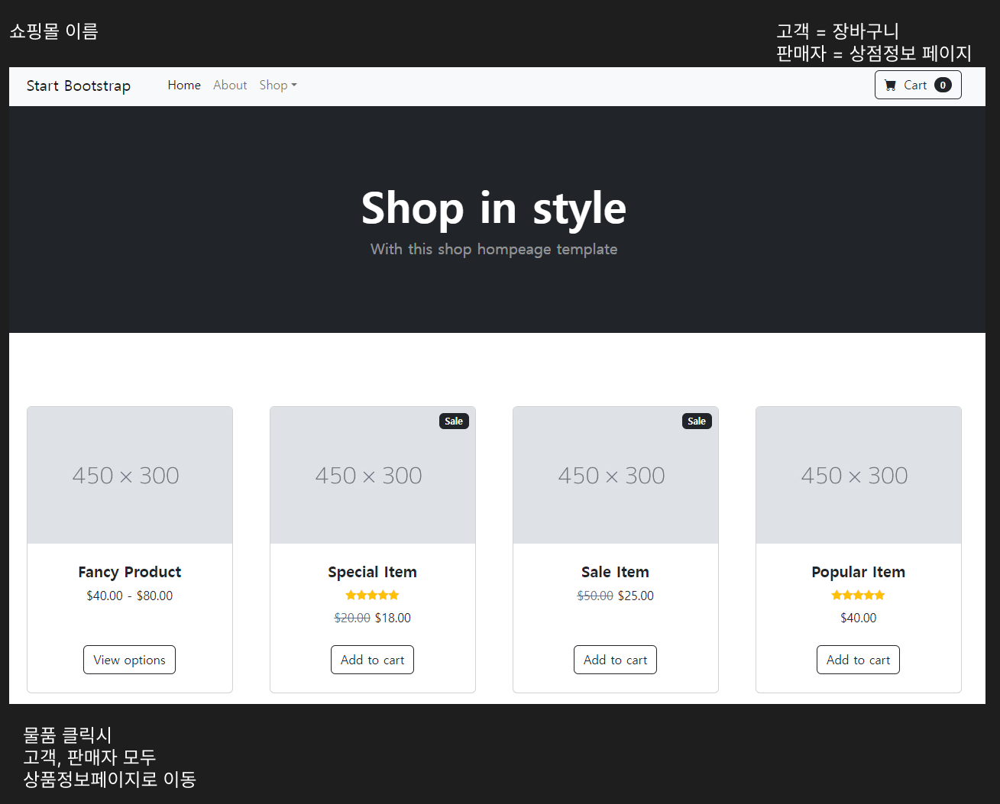 쇼핑몰 이름
고객 = 장바구니
판매자 = 상점정보 페이지
Start Bootstrap Home About Shop Cart 0
Shop in style
With this shop hompeage template
450 × 300
Fancy Product
$40.00 - $80.00
View options
Sale
450 × 300
Special Item
$20.00 $18.00
Add to cart
Sale
450 × 300
Sale Item
$50.00 $25.00
Add to cart
450 × 300
Popular Item
$40.00
Add to cart
물품 클릭시
고객, 판매자 모두
상품정보페이지로 이동